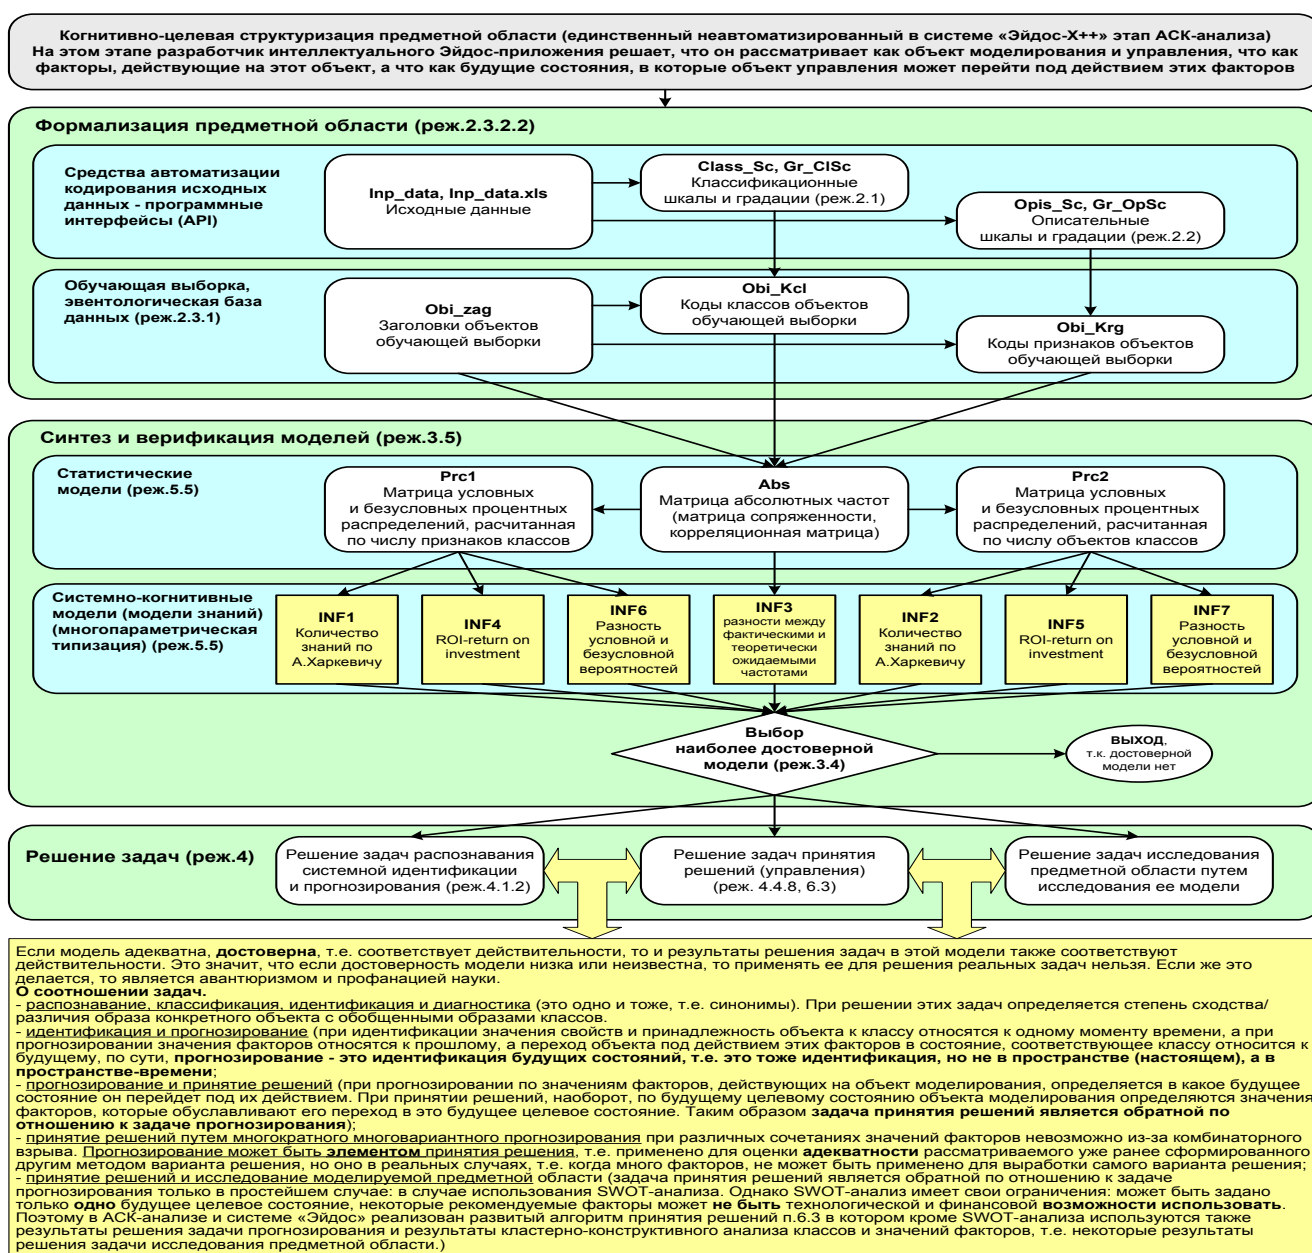 Когнитивно-целевая структуризация предметной области (единственный неавтоматизированный в системе «Эйдос-Х++» этап АСК-анализа)
На этом этапе разработчик интеллектуального Эйдос-приложения решает, что он рассматривает как объект моделирования и управления, что как
факторы, действующие на этот объект, а что как будущие состояния, в которые объект управления может перейти под действием этих факторов
Формализация предметной области (реж.2.3.2.2)
Средства автоматизации
кодирования исходных
данных - программные
интерфейсы (API)
Inp_data, Inp_data.xls
Исходные данные
Class_Sc, Gr_ClSc
Классификационные
шкалы и градации (реж.2.1)
Opis_Sc, Gr_OpSc
Описательные
шкалы и градации (реж.2.2)
Обучающая выборка,
эвентологическая база
данных (реж.2.3.1)
Obi_zag
Заголовки объектов
обучающей выборки
Obi_Kcl
Коды классов объектов
обучающей выборки
Obi_Krg
Коды признаков объектов
обучающей выборки
Синтез и верификация моделей (реж.3.5)
Статистические
модели (реж.5.5)
Prc1
Матрица условных
и безусловных процентных
распределений, расчитанная
по числу признаков классов
Abs
Матрица абсолютных частот
(матрица сопряженности,
корреляционная матрица)
Prc2
Матрица условных
и безусловных процентных
распределений, расчитанная
по числу объектов классов
Системно-когнитивные
модели (модели знаний)
(многопараметрическая
типизация) (реж.5.5)
INF1
Количество
знаний по
А.Харкевичу
INF4
ROI-return on
investment
INF6
Разность
условной и
безусловной
вероятностей
INF3
разности между
фактическими и
теоретически
ожидаемыми
частотами
INF2
Количество
знаний по
А.Харкевичу
INF5
ROI-return on
investment
INF7
Разность
условной и
безусловной
вероятностей
Выбор
наиболее достоверной
модели (реж.3.4)
ВЫХОД,
т.к. достоверной
модели нет
Решение задач (реж.4)
Решение задач распознавания
системной идентификации
и прогнозирования (реж.4.1.2)
Решение задач принятия
решений (управления)
(реж. 4.4.8, 6.3)
Решение задач исследования
предметной области путем
исследования ее модели
Если модель адекватна, достоверна, т.е. соответствует действительности, то и результаты решения задач в этой модели также соответствуют
действительности. Это значит, что если достоверность модели низка или неизвестна, то применять ее для решения реальных задач нельзя. Если же это
делается, то является авантюризмом и профанацией науки.
О соотношении задач.
- распознавание, классификация, идентификация и диагностика (это одно и тоже, т.е. синонимы). При решении этих задач определяется степень сходства/
различия образа конкретного объекта с обобщенными образами классов.
- идентификация и прогнозирование (при идентификации значения свойств и принадлежность объекта к классу относятся к одному моменту времени, а при
прогнозировании значения факторов относятся к прошлому, а переход объекта под действием этих факторов в состояние, соответствующее классу относится к
будущему, по сути, прогнозирование - это идентификация будущих состояний, т.е. это тоже идентификация, но не в пространстве (настоящем), а в
пространстве-времени;
- прогнозирование и принятие решений (при прогнозировании по значениям факторов, действующих на объект моделирования, определяется в какое будущее
состояние он перейдет под их действием. При принятии решений, наоборот, по будущему целевому состоянию объекта моделирования определяются значения
факторов, которые обуславливают его переход в это будущее целевое состояние. Таким образом задача принятия решений является обратной по
отношению к задаче прогнозирования);
- принятие решений путем многократного многовариантного прогнозирования при различных сочетаниях значений факторов невозможно из-за комбинаторного
взрыва. Прогнозирование может быть элементом принятия решения, т.е. применено для оценки адекватности рассматриваемого уже ранее сформированного
другим методом варианта решения, но оно в реальных случаях, т.е. когда много факторов, не может быть применено для выработки самого варианта решения;
- принятие решений и исследование моделируемой предметной области (задача принятия решений является обратной по отношению к задаче
прогнозирования только в простейшем случае: в случае использования SWOT-анализа. Однако SWOT-анализ имеет свои ограничения: может быть задано
только одно будущее целевое состояние, некоторые рекомендуемые факторы может не быть технологической и финансовой возможности использовать.
Поэтому в АСК-анализе и системе «Эйдос» реализован развитый алгоритм принятия решений п.6.3 в котором кроме SWOT-анализа используются также
результаты решения задачи прогнозирования и результаты кластерно-конструктивного анализа классов и значений факторов, т.е. некоторые результаты
решения задачи исследования предметной области.)